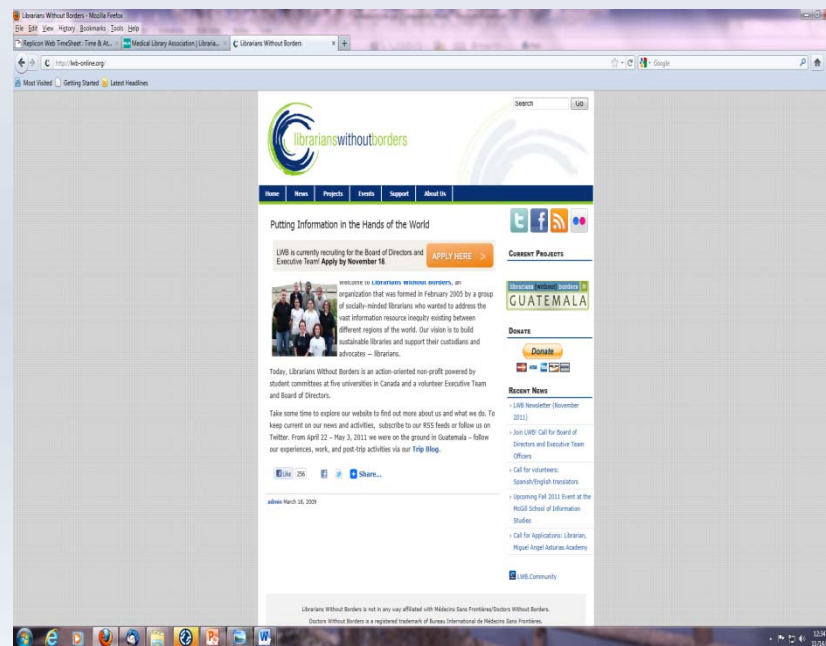 Librarians Without Borders - Mozilla Firefox
File Edit View History Bookmarks Tools Help
Replicon Web TimeSheet : Time & At...
Medical Library Association | Libraria...
Librarians Without Borders
http://lwb-online.org/
Google
Most Visited Getting Started Latest Headlines
Search Go
librarianswithoutborders
Home News Projects Events Support About Us
Putting Information in the Hands of the World
LWB is currently recruiting for the Board of Directors and
Executive Team! Apply by November 18.
APPLY HERE >
Welcome to Librarians Without Borders, an
organization that was formed in February 2005 by a group
of socially-minded librarians who wanted to address the
vast information resource inequity existing between
different regions of the world. Our vision is to build
sustainable libraries and support their custodians and
advocates – librarians.
Today, Librarians Without Borders is an action-oriented non-profit powered by
student committees at five universities in Canada and a volunteer Executive Team
and Board of Directors.
Take some time to explore our website to find out more about us and what we do. To
keep current on our news and activities, subscribe to our RSS feeds or follow us on
Twitter. From April 22 – May 3, 2011 we were on the ground in Guatemala – follow
our experiences, work, and post-trip activities via our Trip Blog.
Like 256 Share...
admin March 16, 2009
CURRENT PROJECTS
librarians (without) borders
GUATEMALA
DONATE
Donate
RECENT NEWS
› LWB Newsletter (November
2011)
› Join LWB! Call for Board of
Directors and Executive Team
Officers
› Call for volunteers:
Spanish/English translators
› Upcoming Fall 2011 Event at the
McGill School of Information
Studies
› Call for Applications: Librarian,
Miguel Angel Asturias Academy
LWB.Community
Librarians Without Borders is not in any way affiliated with Médecins Sans Frontières/Doctors Without Borders.
Doctors Without Borders is a registered trademark of Bureau International de Médecins Sans Frontières.
12:34